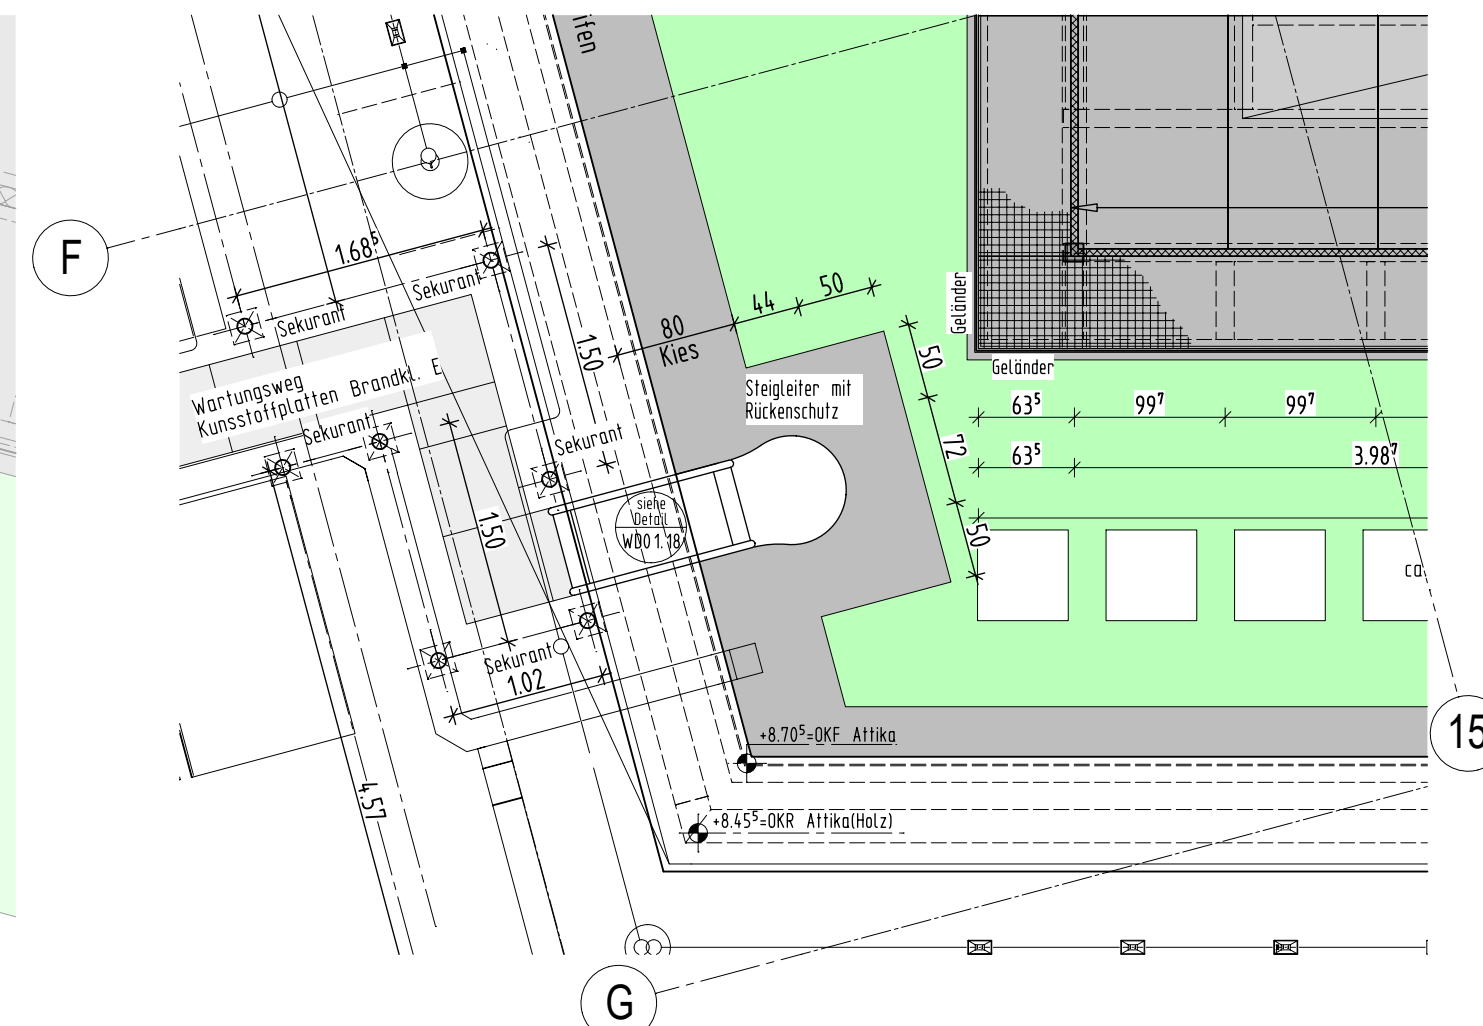 ifen
F
1.68⁵
Sekurant
Sekurant
Wartungsweg
Kunsstoffplatten Brandkl. E
Sekurant
1.50
80
Kies
44
50
Geländer
Geländer
50
72
50
Steigleiter mit
Rückenschutz
63⁵
99⁷
99⁷
63⁵
3.98⁷
Sekurant
siehe
Detail
WD0 1.18
1.50
Sekurant
1.02
4.57
ca.
+8.70⁵=OKF Attika
+8.45⁵=OKR Attika(Holz)
15
G